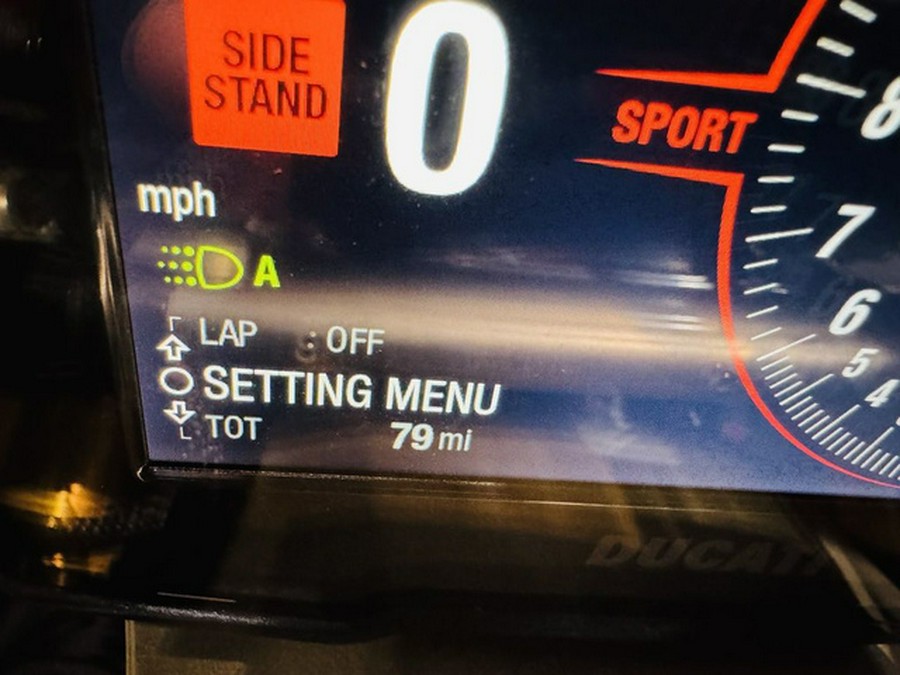 SIDE
STAND
0
SPORT
8
mph
7
A
6
LAP : OFF
5
SETTING MENU
4
TOT 79 mi
DUCATI